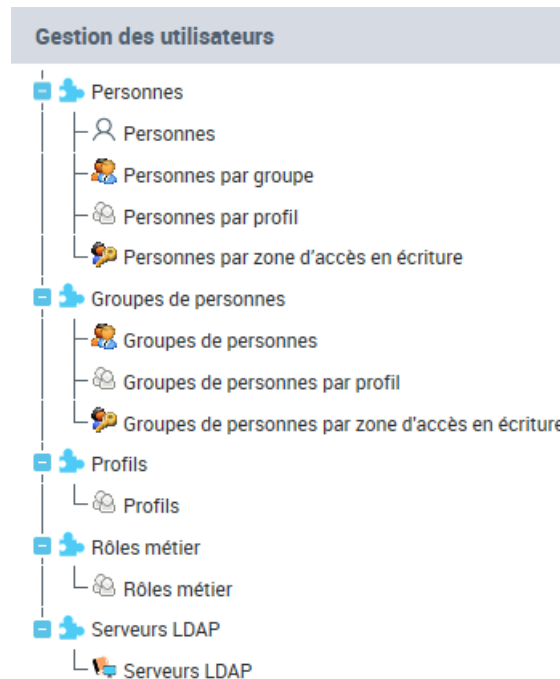 Gestion des utilisateurs
Personnes
Personnes
Personnes par groupe
Personnes par profil
Personnes par zone d'accès en écriture
Groupes de personnes
Groupes de personnes
Groupes de personnes par profil
Groupes de personnes par zone d'accès en écriture
Profils
Profils
Rôles métier
Rôles métier
Serveurs LDAP
Serveurs LDAP